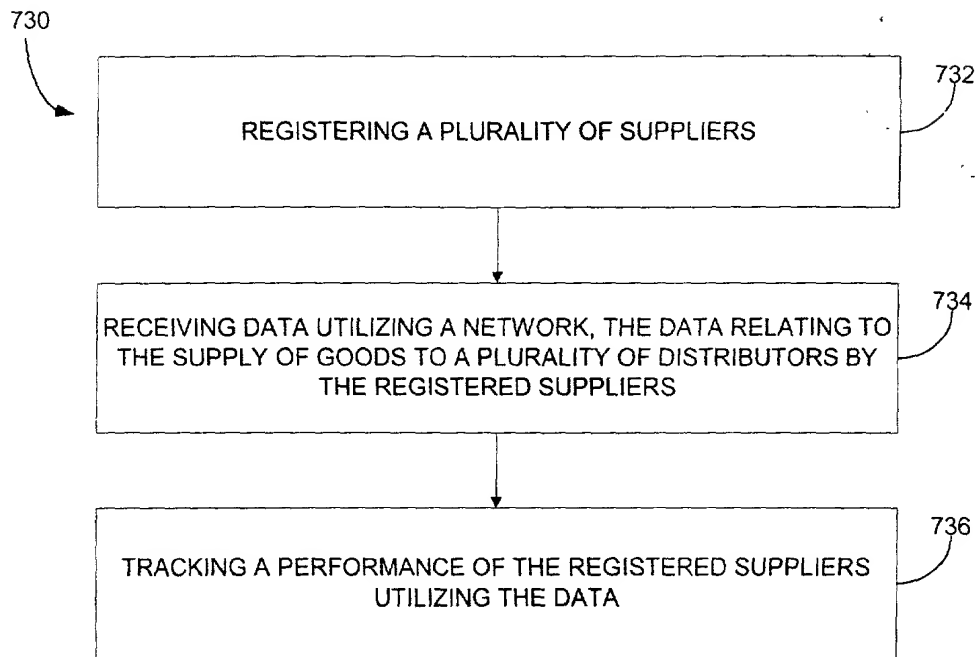 730
732
REGISTERING A PLURALITY OF SUPPLIERS
734
RECEIVING DATA UTILIZING A NETWORK, THE DATA RELATING TO
THE SUPPLY OF GOODS TO A PLURALITY OF DISTRIBUTORS BY
THE REGISTERED SUPPLIERS
736
TRACKING A PERFORMANCE OF THE REGISTERED SUPPLIERS
UTILIZING THE DATA